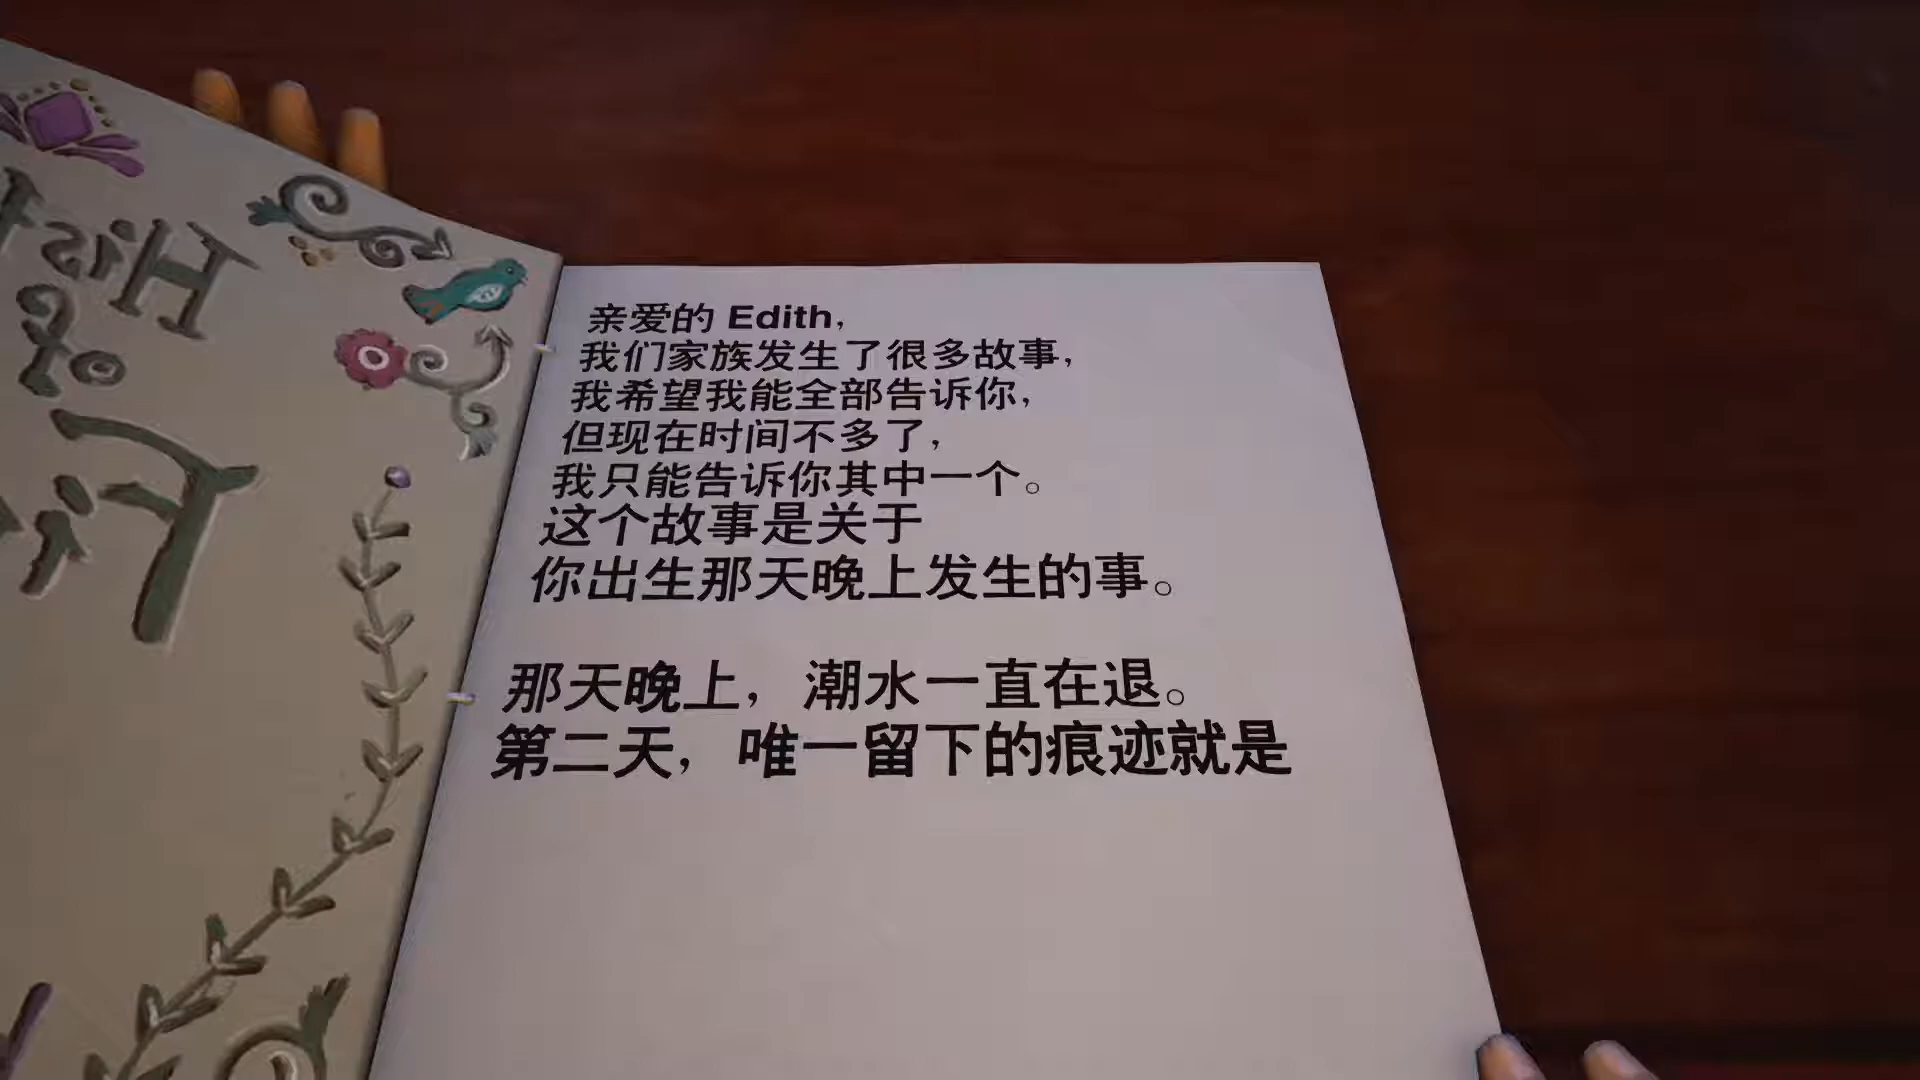 亲爱的 Edith，
我们家族发生了很多故事，
我希望我能全部告诉你，
但现在时间不多了，
我只能告诉你其中一个。
这个故事是关于
你出生那天晚上发生的事。
那天晚上，潮水一直在退。
第二天，唯一留下的痕迹就是